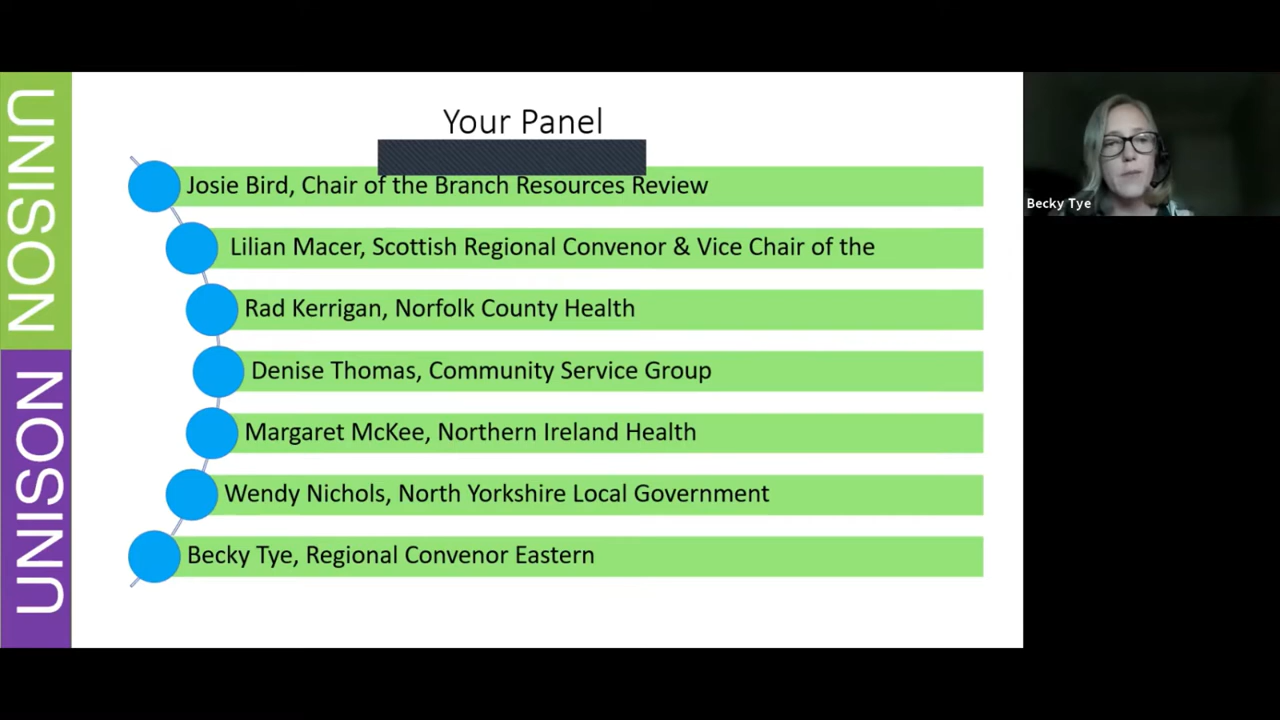 UNISON
UNISON
Your Panel
Josie Bird, Chair of the Branch Resources Review
Lilian Macer, Scottish Regional Convenor & Vice Chair of the
Rad Kerrigan, Norfolk County Health
Denise Thomas, Community Service Group
Margaret McKee, Northern Ireland Health
Wendy Nichols, North Yorkshire Local Government
Becky Tye, Regional Convenor Eastern
Becky Tye